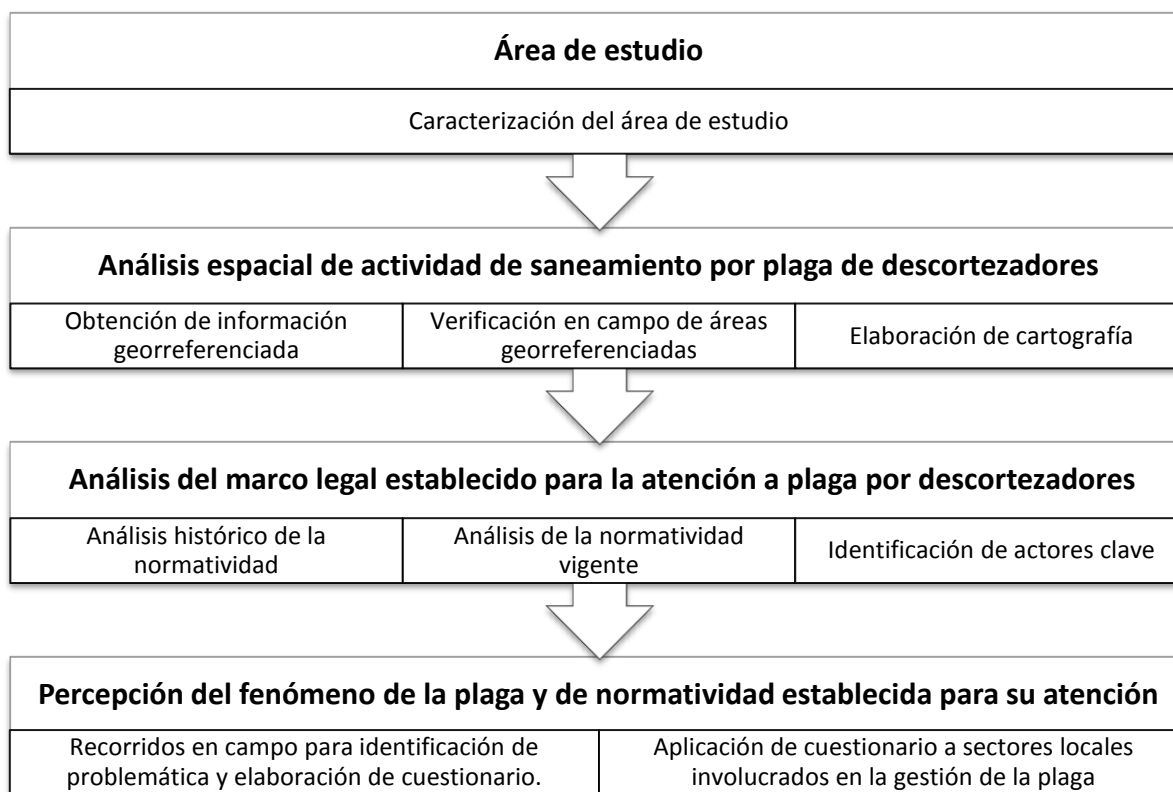 Área de estudio
Caracterización del área de estudio
Análisis espacial de actividad de saneamiento por plaga de descortezadores
Obtención de información
georreferenciada
Verificación en campo de áreas
georreferenciadas
Elaboración de cartografía
Análisis del marco legal establecido para la atención a plaga por descortezadores
Análisis histórico de la
normatividad
Análisis de la normatividad
vigente
Identificación de actores clave
Percepción del fenómeno de la plaga y de normatividad establecida para su atención
Recorridos en campo para identificación de
problemática y elaboración de cuestionario.
Aplicación de cuestionario a sectores locales
involucrados en la gestión de la plaga